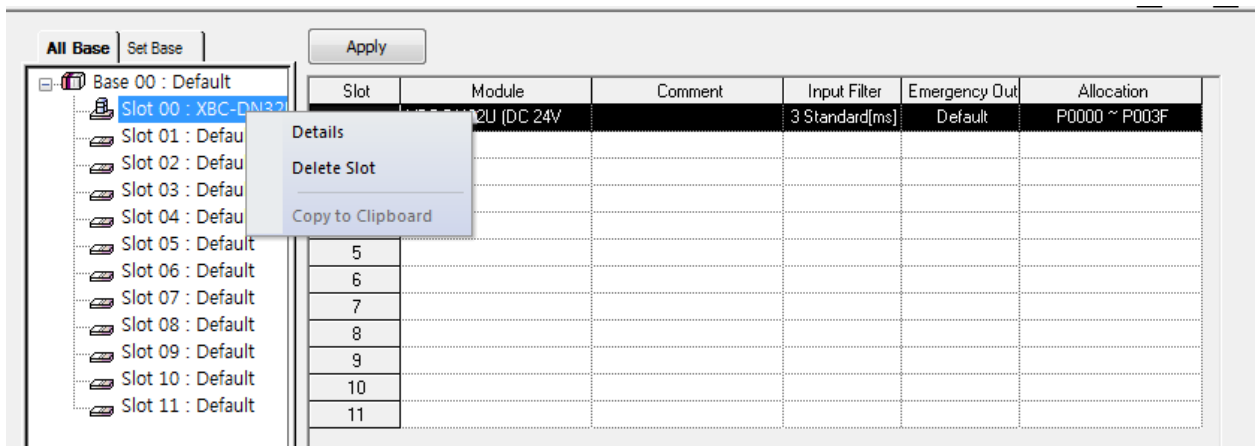 All Base Set Base Apply
Base 00 : Default
Slot Module Comment Input Filter Emergency Out Allocation
Slot 00 : XBC-DN32 (DC 24V 3 Standard[ms] Default P0000 ~ P003F
Slot 01 : Defau
Slot 02 : Defau
Slot 03 : Defau
Slot 04 : Defau
Details
Delete Slot
Copy to Clipboard
Slot 05 : Default 5
Slot 06 : Default 6
Slot 07 : Default 7
Slot 08 : Default 8
Slot 09 : Default 9
Slot 10 : Default 10
Slot 11 : Default 11